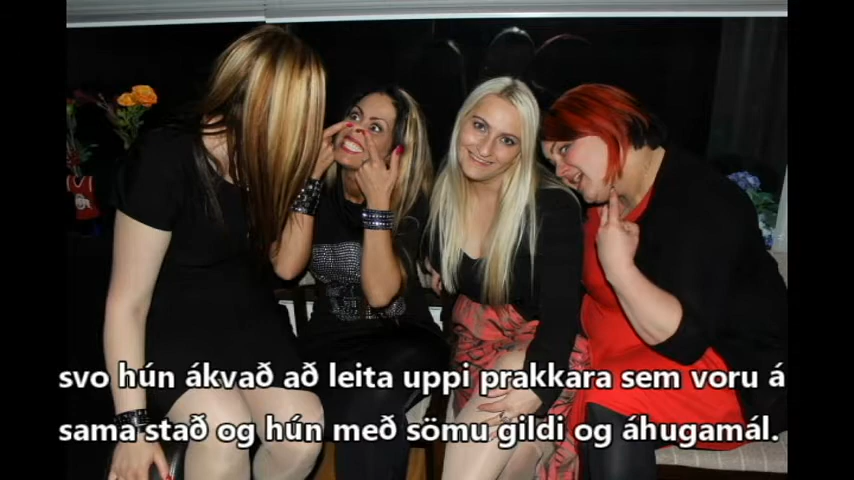 svo hún ákvað að leita uppi prakkara sem voru á
sama stað og hún með sömu gildi og áhugamál.